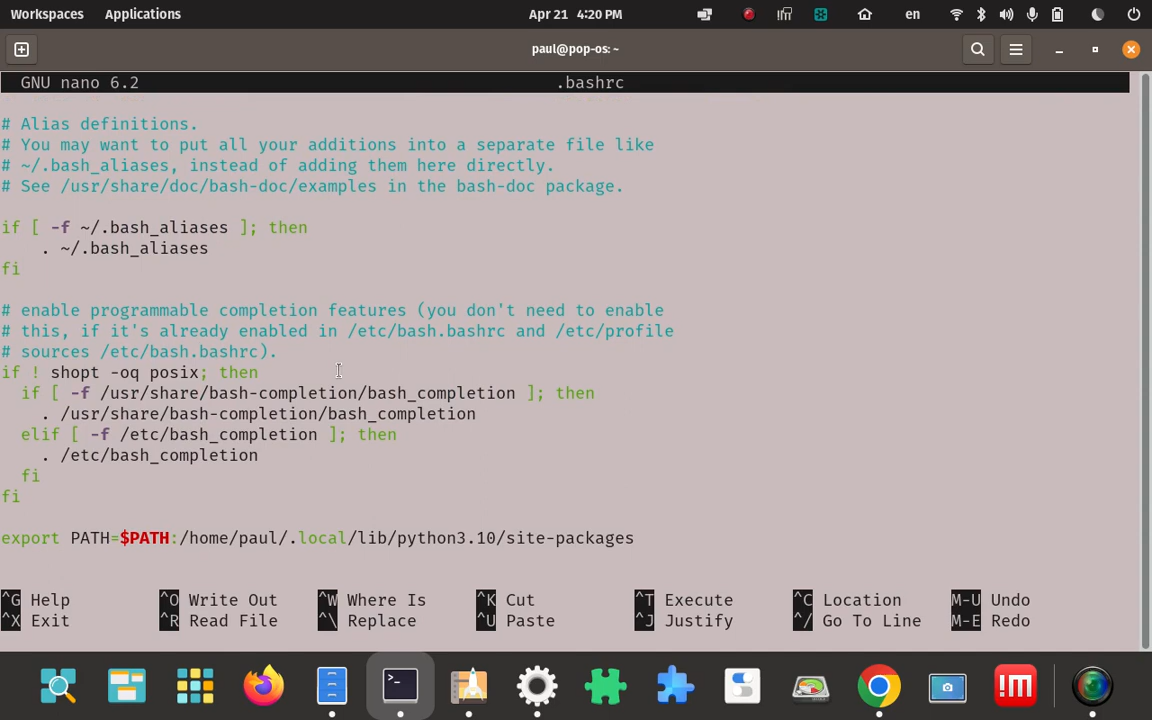 Workspaces Applications Apr 21 4:20 PM en
paul@pop-os: ~
GNU nano 6.2 .bashrc
# Alias definitions.
# You may want to put all your additions into a separate file like
# ~/.bash_aliases, instead of adding them here directly.
# See /usr/share/doc/bash-doc/examples in the bash-doc package.
if [ -f ~/.bash_aliases ]; then
    . ~/.bash_aliases
fi
# enable programmable completion features (you don't need to enable
# this, if it's already enabled in /etc/bash.bashrc and /etc/profile
# sources /etc/bash.bashrc).
if ! shopt -oq posix; then
  if [ -f /usr/share/bash-completion/bash_completion ]; then
    . /usr/share/bash-completion/bash_completion
  elif [ -f /etc/bash_completion ]; then
    . /etc/bash_completion
  fi
fi
export PATH=$PATH:/home/paul/.local/lib/python3.10/site-packages
^G Help ^O Write Out ^W Where Is ^K Cut ^T Execute ^C Location M-U Undo
^X Exit ^R Read File ^\ Replace ^U Paste ^J Justify ^/ Go To Line M-E Redo
>_ !M